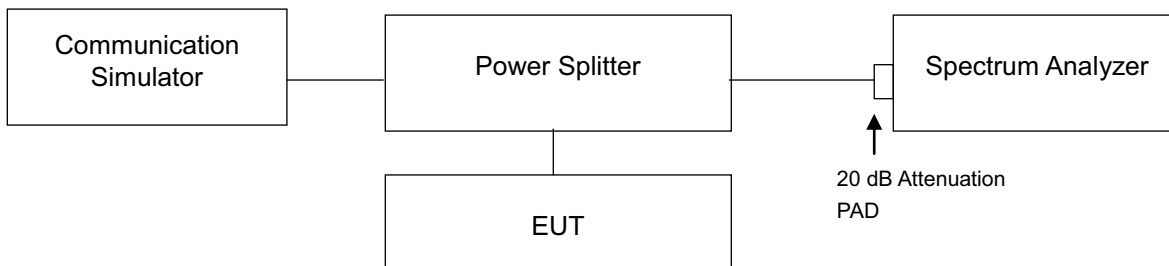 Communication
Simulator
Power Splitter
Spectrum Analyzer
20 dB Attenuation
PAD
EUT